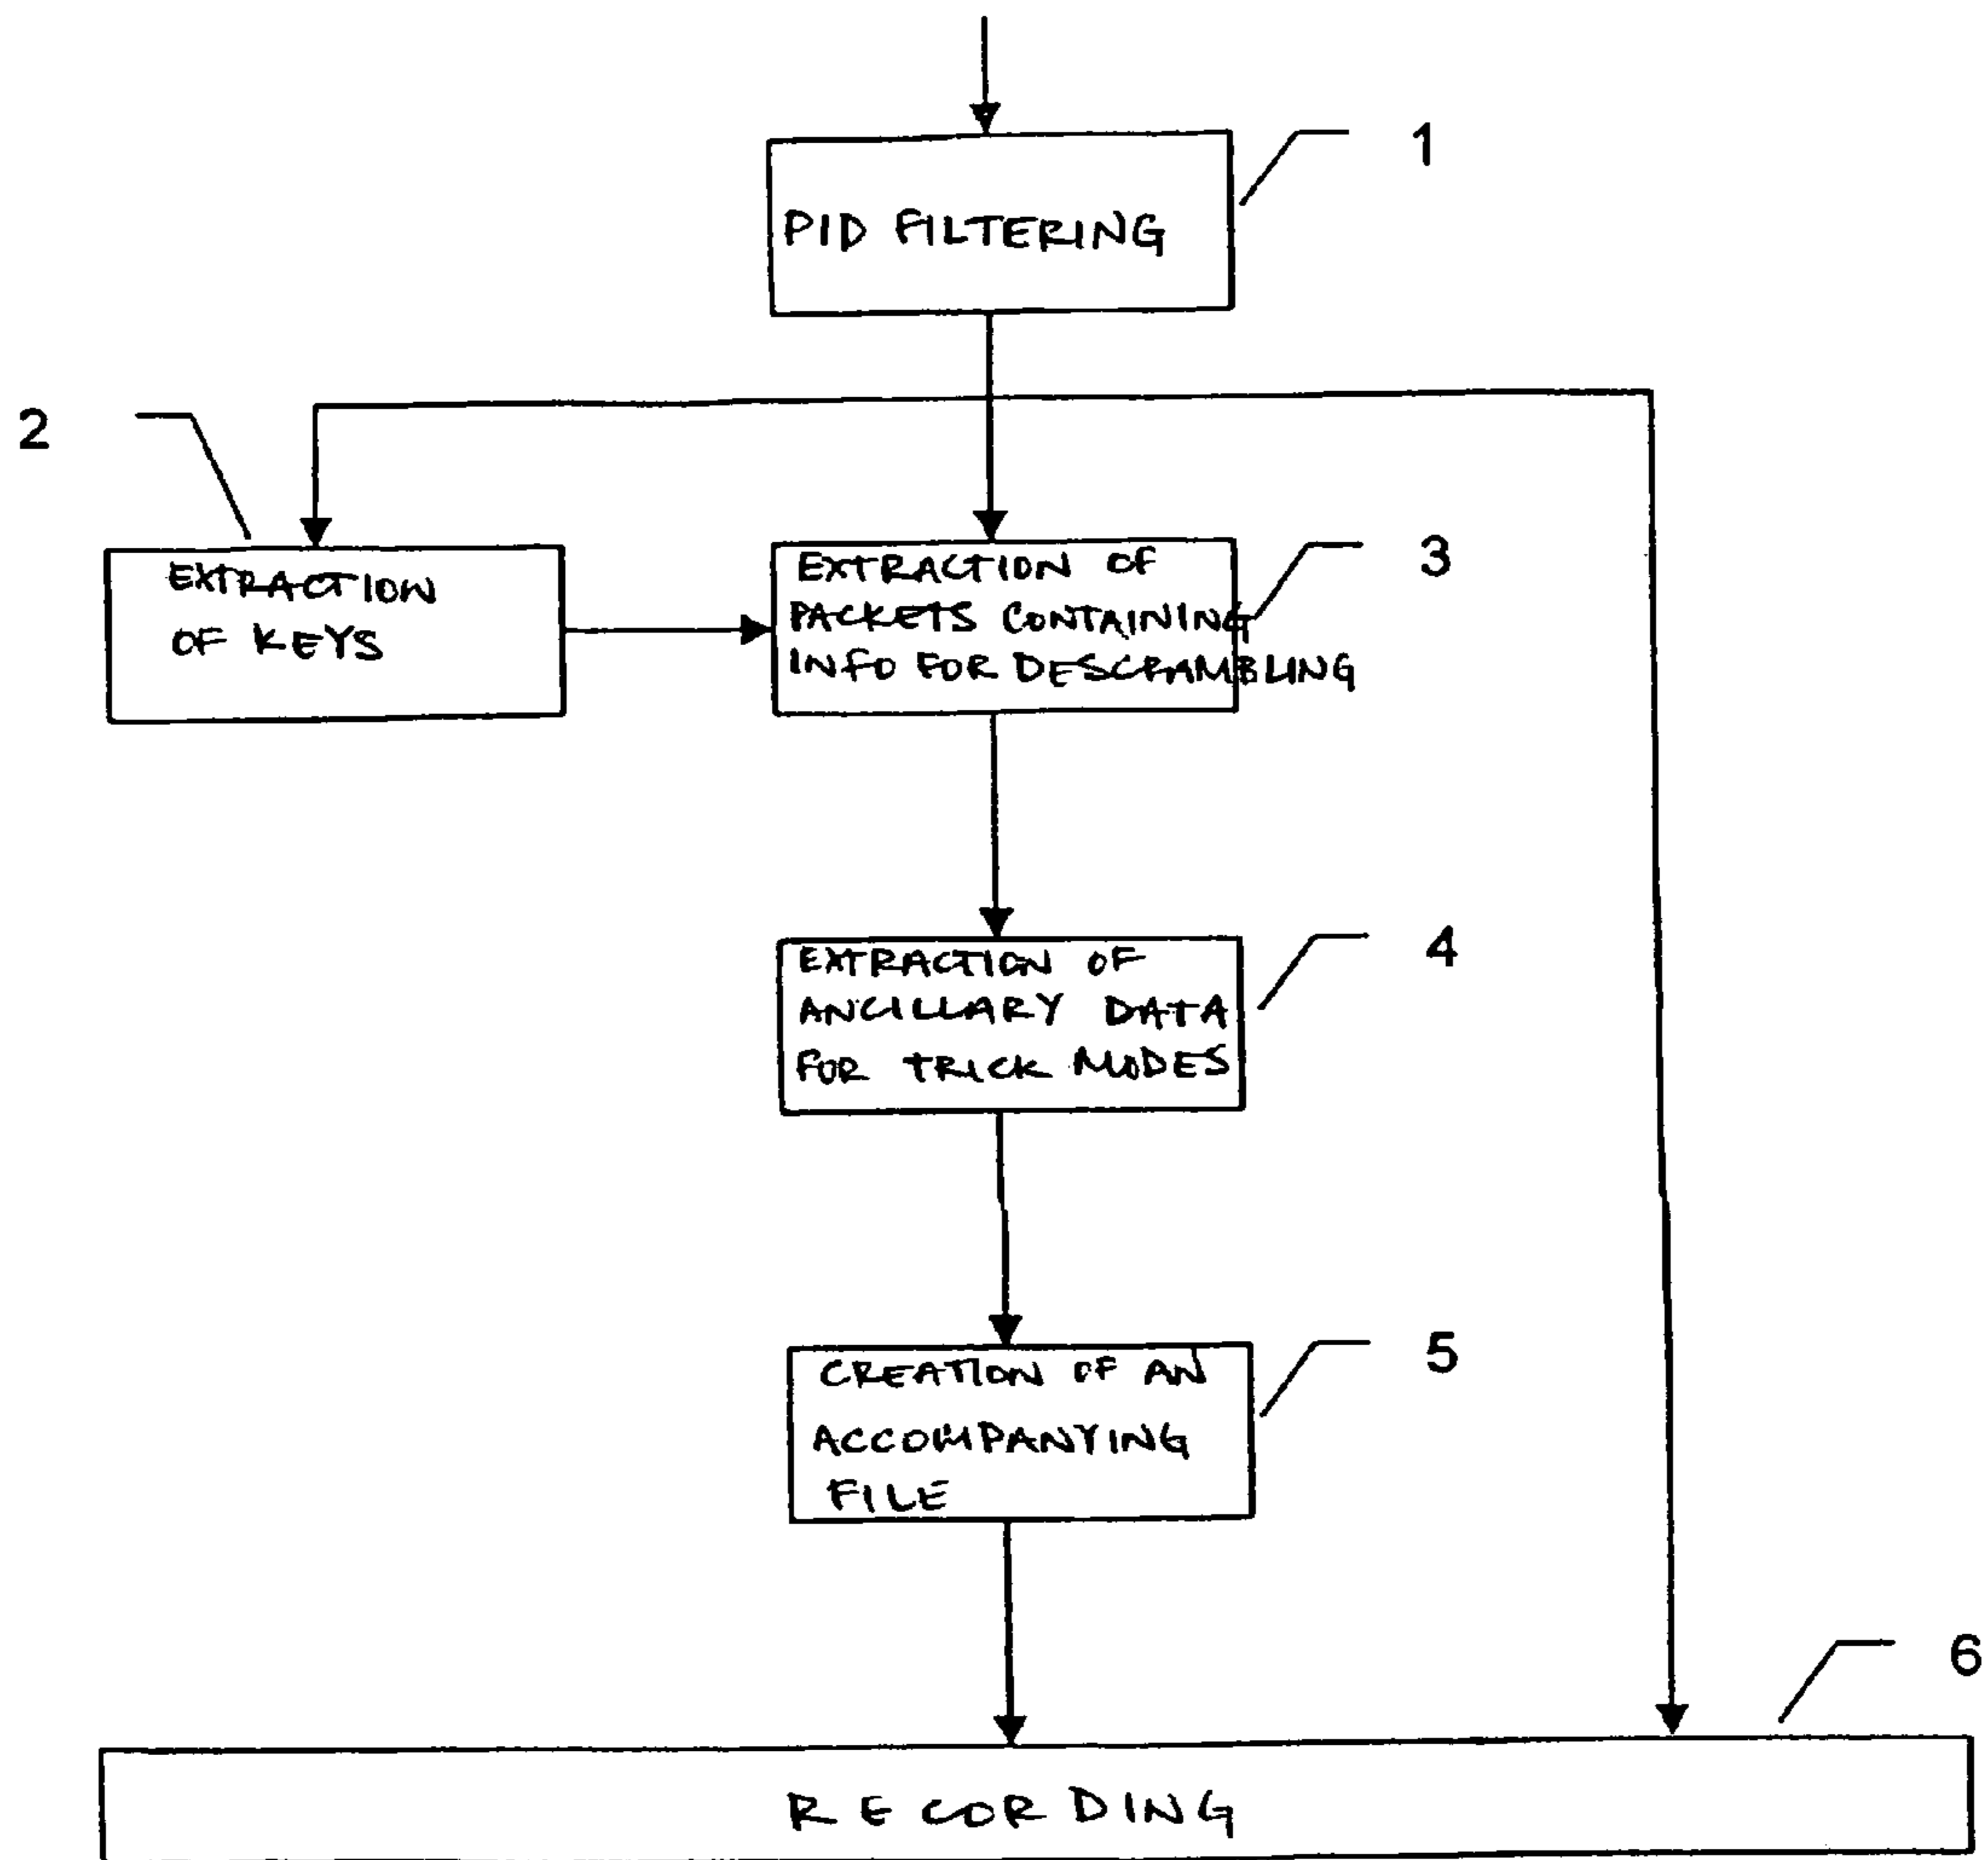 1
PID FILTERING
2
EXTRACTION
OF KEYS
3
EXTRACTION OF
PACKETS CONTAINING
INFO FOR DESCRAMBLING
4
EXTRACTION OF
ANCILLARY DATA
FOR TRICK MODES
5
CREATION OF AN
ACCOMPANYING
FILE
6
RECORDING